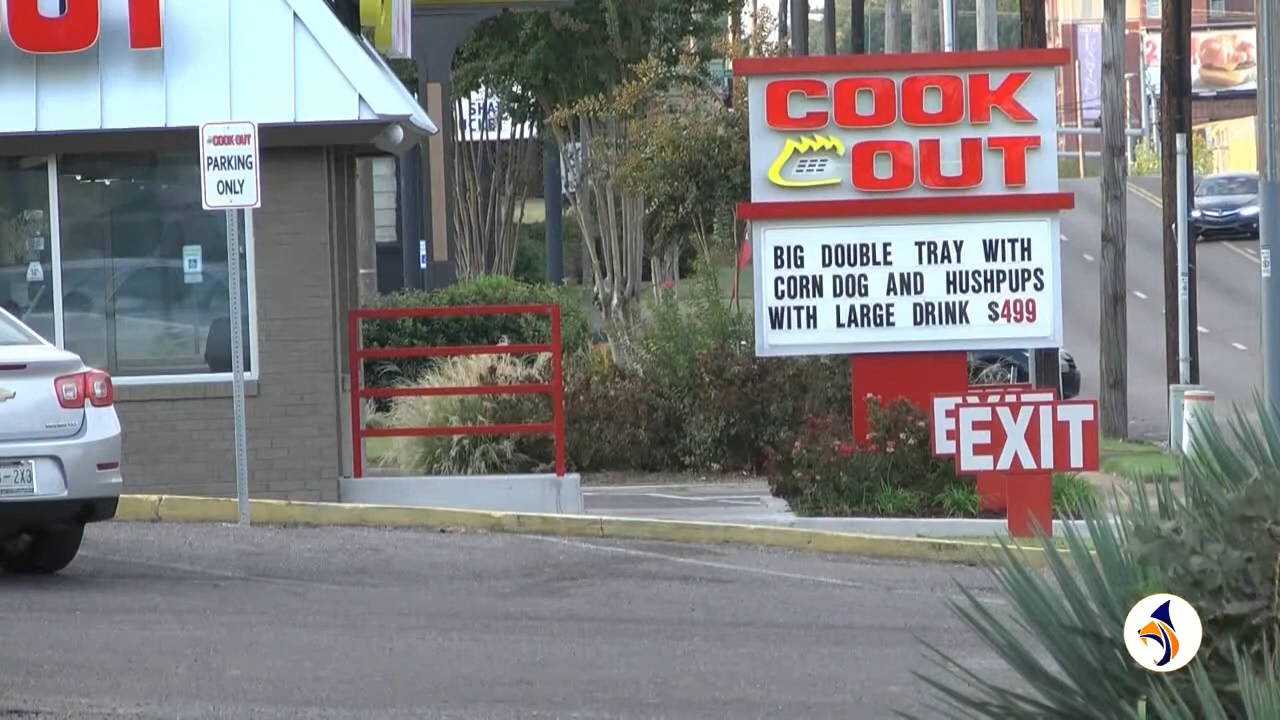 OUT
COOK OUT
PARKING
ONLY
COOK
OUT
BIG DOUBLE TRAY WITH
CORN DOG AND HUSHPUPS
WITH LARGE DRINK $499
EXIT
EXIT